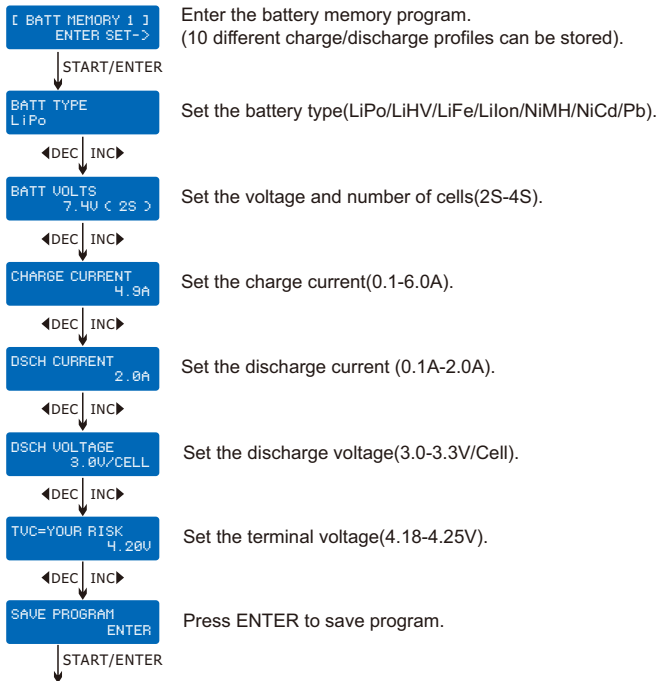 [ BATT MEMORY 1 ]
ENTER SET->
Enter the battery memory program.
(10 different charge/discharge profiles can be stored).
START/ENTER
BATT TYPE
LiPo
Set the battery type(LiPo/LiHV/LiFe/LiIon/NiMH/NiCd/Pb).
◀DEC INC▶
BATT VOLTS
7.4V ( 2S )
Set the voltage and number of cells(2S-4S).
◀DEC INC▶
CHARGE CURRENT
4.9A
Set the charge current(0.1-6.0A).
◀DEC INC▶
DSCH CURRENT
2.0A
Set the discharge current (0.1A-2.0A).
◀DEC INC▶
DSCH VOLTAGE
3.0V/CELL
Set the discharge voltage(3.0-3.3V/Cell).
◀DEC INC▶
TVC=YOUR RISK
4.20V
Set the terminal voltage(4.18-4.25V).
◀DEC INC▶
SAVE PROGRAM
ENTER
Press ENTER to save program.
START/ENTER